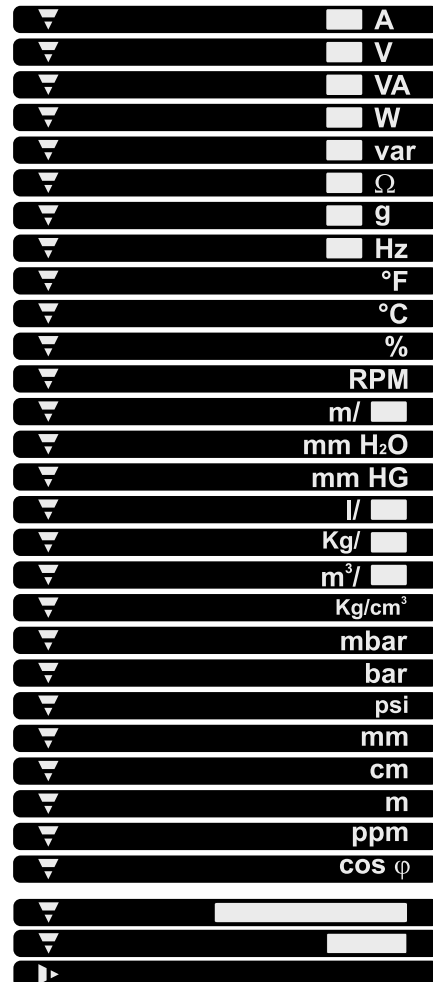 A
V
VA
W
var
Ω
g
Hz
°F
°C
%
RPM
m/
mm H₂O
mm HG
l/
Kg/
m³/
Kg/cm³
mbar
bar
psi
mm
cm
m
ppm
cos φ